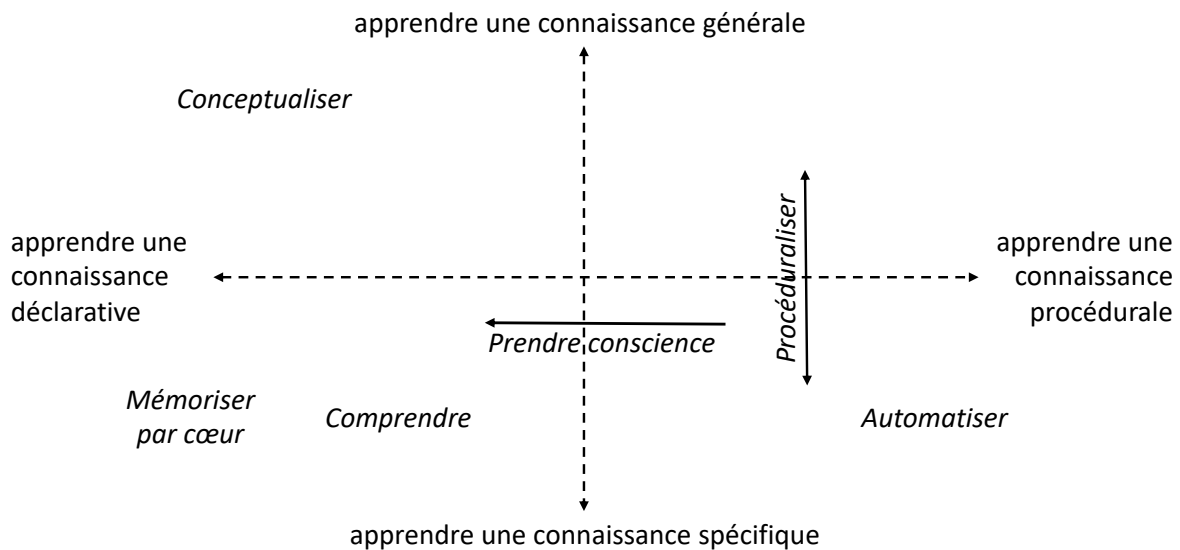 apprendre une connaissance générale
Conceptualiser
apprendre une
connaissance
déclarative
Procéduraliser
apprendre une
connaissance
procédurale
Prendre conscience
Mémoriser
par cœur
Comprendre
Automatiser
apprendre une connaissance spécifique